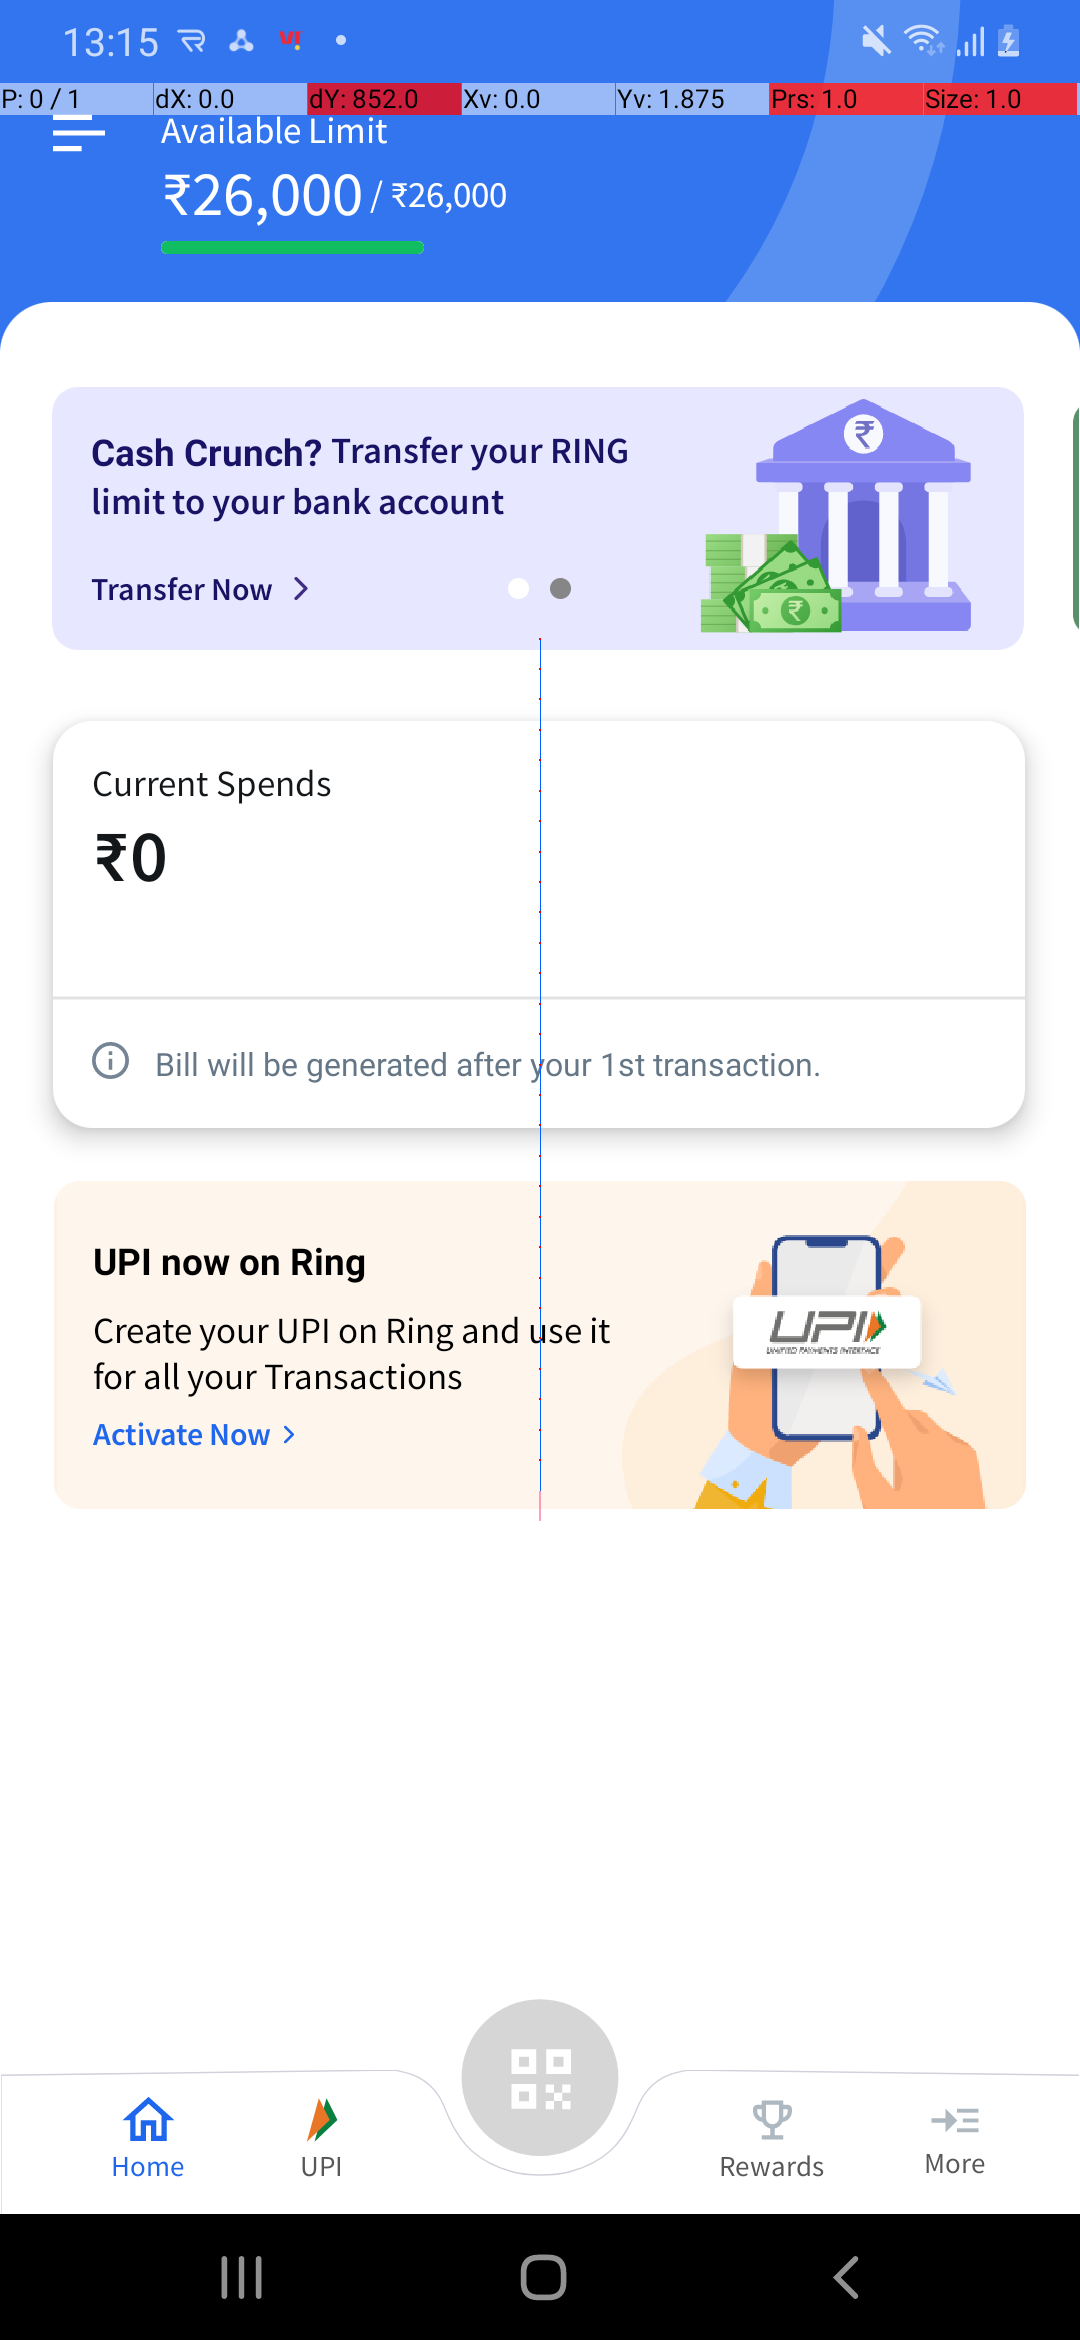 13:15
P: 0 / 1 dX: 0.0 dY: 852.0 Xv: 0.0 Yv: 1.875 Prs: 1.0 Size: 1.0
Available Limit
₹26,000 / ₹26,000
Cash Crunch? Transfer your RING
limit to your bank account
Transfer Now
Current Spends
₹0
Bill will be generated after your 1st transaction.
UPI now on Ring
Create your UPI on Ring and use it
for all your Transactions
Activate Now
UPI
UNIFIED PAYMENTS INTERFACE
Home
UPI
Rewards
More